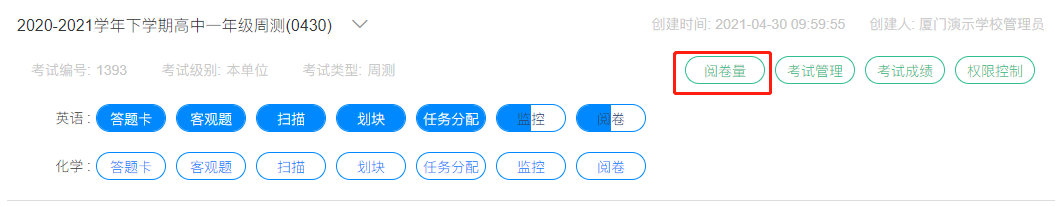 2020-2021学年下学期高中一年级周测(0430) 创建时间: 2021-04-30 09:59:55 创建人: 厦门演示学校管理员
考试编号: 1393 考试级别: 本单位 考试类型: 周测 阅卷量 考试管理 考试成绩 权限控制
英语 : 答题卡 客观题 扫描 划块 任务分配 监控 阅卷
化学 : 答题卡 客观题 扫描 划块 任务分配 监控 阅卷